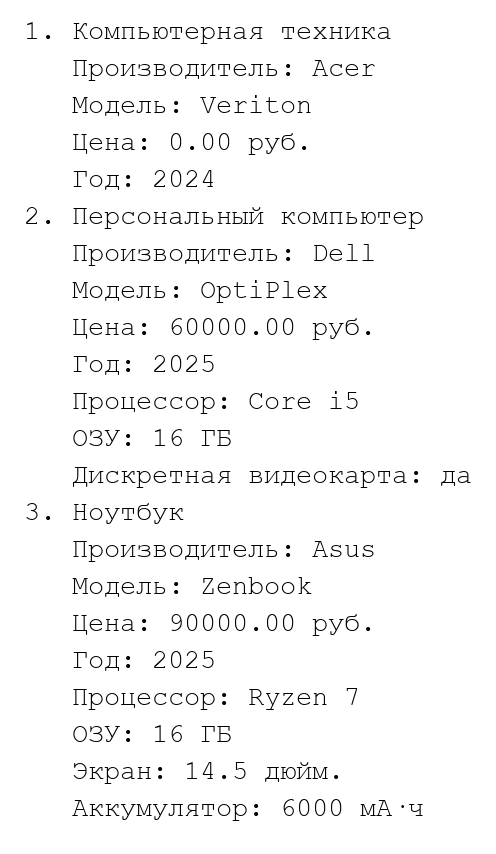 1. Компьютерная техника
Производитель: Acer
Модель: Veriton
Цена: 0.00 руб.
Год: 2024
2. Персональный компьютер
Производитель: Dell
Модель: OptiPlex
Цена: 60000.00 руб.
Год: 2025
Процессор: Core i5
ОЗУ: 16 ГБ
Дискретная видеокарта: да
3. Ноутбук
Производитель: Asus
Модель: Zenbook
Цена: 90000.00 руб.
Год: 2025
Процессор: Ryzen 7
ОЗУ: 16 ГБ
Экран: 14.5 дюйм.
Аккумулятор: 6000 мА·ч